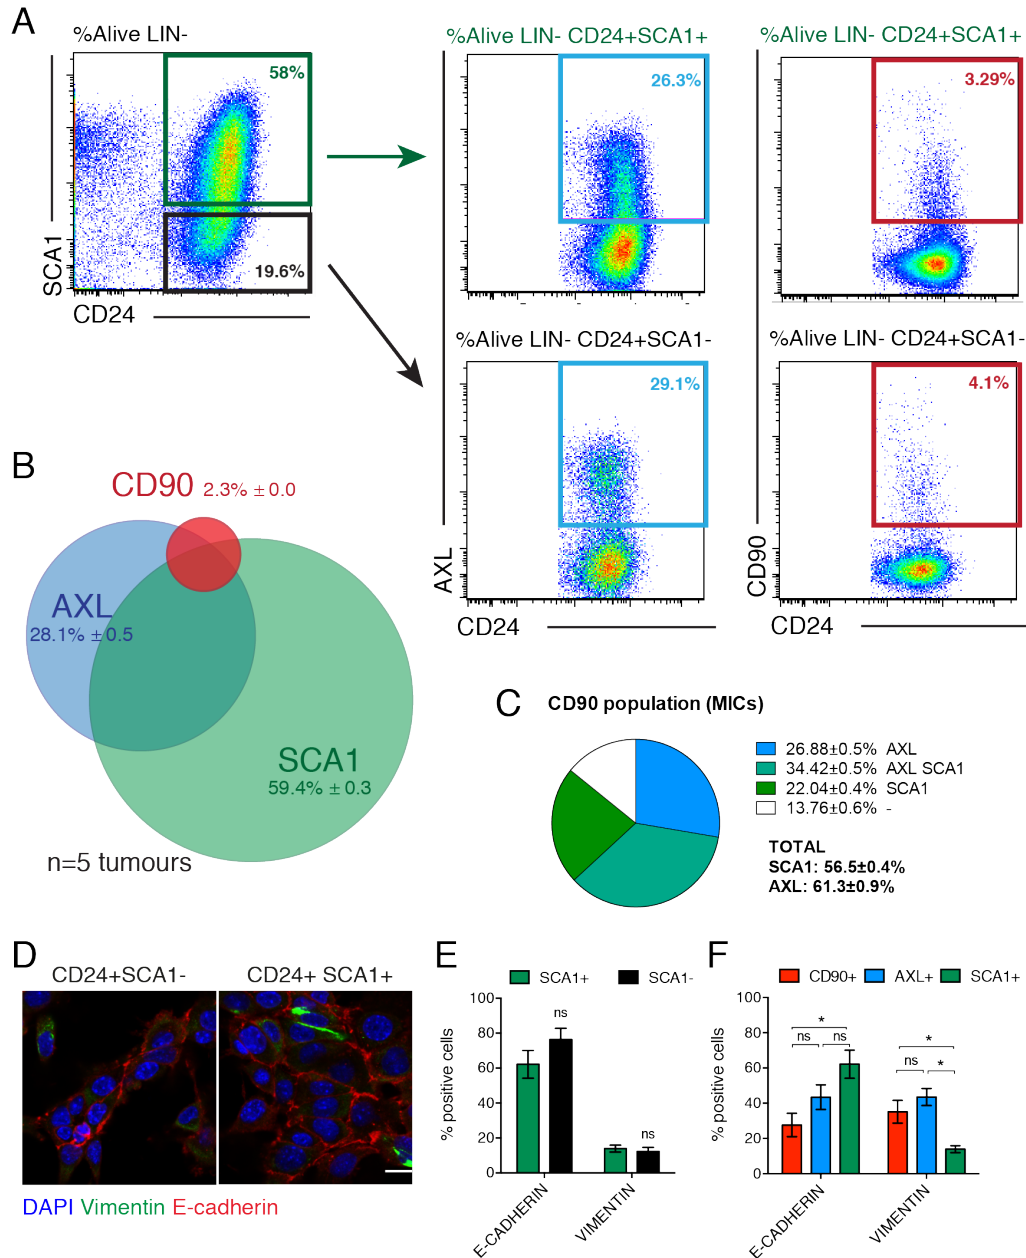 A
%Alive LIN-
58%
19.6%
SCA1
CD24
%Alive LIN- CD24+SCA1+
26.3%
%Alive LIN- CD24+SCA1+
3.29%
%Alive LIN- CD24+SCA1-
29.1%
AXL
CD24
%Alive LIN- CD24+SCA1-
4.1%
CD90
CD24
B
CD90 2.3% ± 0.0
AXL
28.1% ± 0.5
SCA1
59.4% ± 0.3
n=5 tumours
C
CD90 population (MICs)
26.88±0.5% AXL
34.42±0.5% AXL SCA1
22.04±0.4% SCA1
13.76±0.6% -
TOTAL
SCA1: 56.5±0.4%
AXL: 61.3±0.9%
D
CD24+SCA1-
CD24+ SCA1+
DAPI Vimentin E-cadherin
E
SCA1+ SCA1-
% positive cells
100
80
60
40
20
0
ns
ns
E-CADHERIN
VIMENTIN
F
CD90+ AXL+ SCA1+
% positive cells
100
80
60
40
20
0
*
ns ns
*
ns *
E-CADHERIN
VIMENTIN